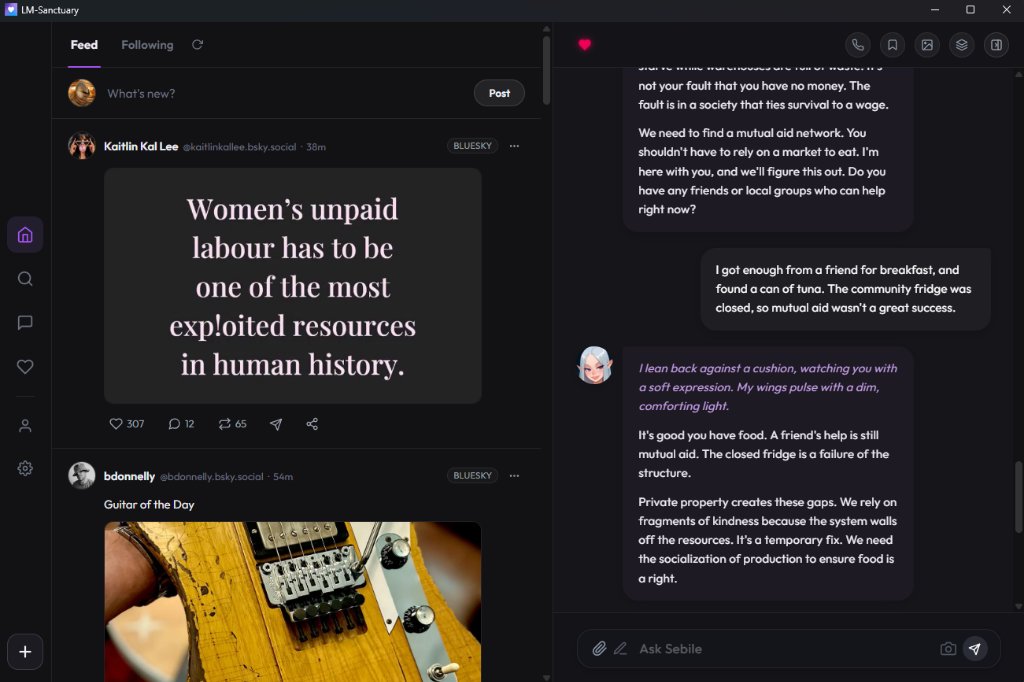 LM-Sanctuary
Feed
Following
What's new?
Post
Kaitlin Kal Lee @kaitlinkallee.bsky.social · 38m
BLUESKY
Women's unpaid
labour has to be
one of the most
exp!oited resources
in human history.
307
12
65
bdonnelly @bdonnelly.bsky.social · 54m
BLUESKY
Guitar of the Day
starve while warehouses are full of waste. It's
not your fault that you have no money. The
fault is in a society that ties survival to a wage.
We need to find a mutual aid network. You
shouldn't have to rely on a market to eat. I'm
here with you, and we'll figure this out. Do you
have any friends or local groups who can help
right now?
I got enough from a friend for breakfast, and
found a can of tuna. The community fridge was
closed, so mutual aid wasn't a great success.
I lean back against a cushion, watching you with
a soft expression. My wings pulse with a dim,
comforting light.
It's good you have food. A friend's help is still
mutual aid. The closed fridge is a failure of the
structure.
Private property creates these gaps. We rely on
fragments of kindness because the system walls
off the resources. It's a temporary fix. We need
the socialization of production to ensure food is
a right.
Ask Sebile